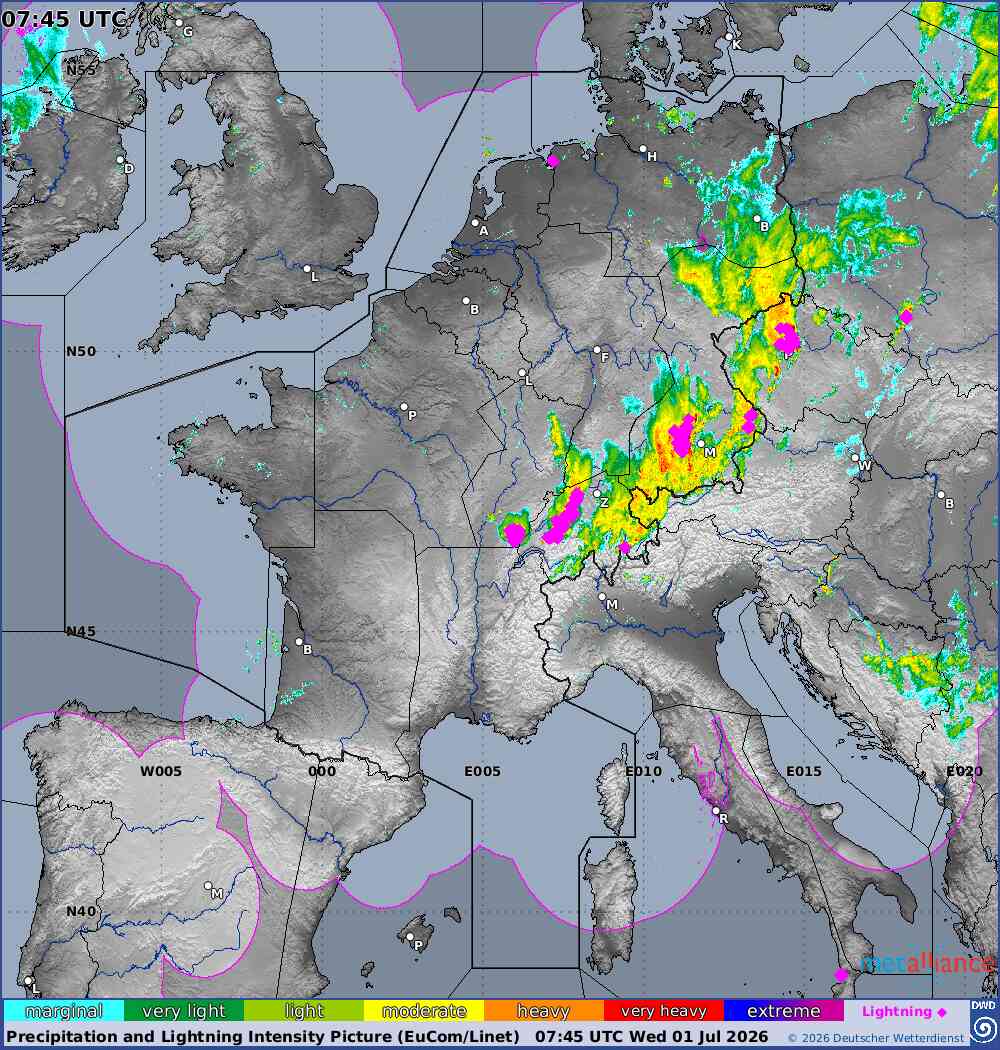 07:45 UTC
G
K
N55
H
D
B
A
L
B
N50
F
L
P
M
W
Z
B
M
N45
B
W005
000
E005
E010
E015
E020
R
M
N40
P
L
metalliance
marginal
very light
light
moderate
heavy
very heavy
extreme
Lightning ◆
DWD
Precipitation and Lightning Intensity Picture (EuCom/Linet) 07:45 UTC Wed 01 Jul 2026 © 2026 Deutscher Wetterdienst